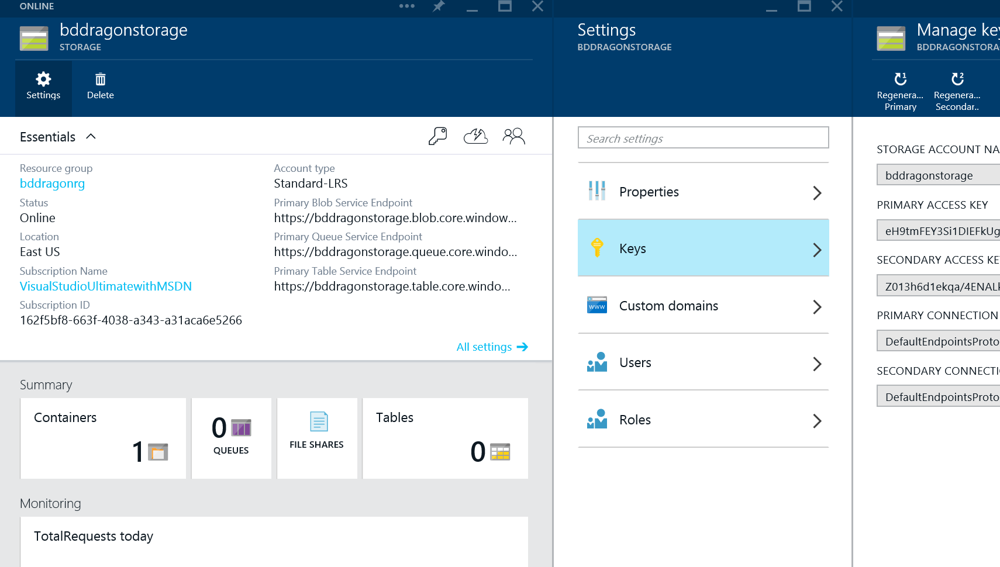 ONLINE
bddragonstorage
STORAGE
Settings
Delete
Essentials
Resource group
bddragonrg
Status
Online
Location
East US
Subscription Name
VisualStudioUltimatewithMSDN
Subscription ID
162f5bf8-663f-4038-a343-a31aca6e5266
Account type
Standard-LRS
Primary Blob Service Endpoint
https://bddragonstorage.blob.core.window...
Primary Queue Service Endpoint
https://bddragonstorage.queue.core.windo...
Primary Table Service Endpoint
https://bddragonstorage.table.core.windo...
All settings
Summary
Containers
1
0
QUEUES
FILE SHARES
Tables
0
Monitoring
TotalRequests today
Settings
BDDRAGONSTORAGE
Search settings
Properties
Keys
www
Custom domains
Users
Roles
Manage key
BDDRAGONSTORA
1
Regenera...
Primary
2
Regenera...
Secondar..
STORAGE ACCOUNT NA
bddragonstorage
PRIMARY ACCESS KEY
eH9tmFEY3Si1DIEFkUg
SECONDARY ACCESS KEY
Z013h6d1ekqa/4ENALk
PRIMARY CONNECTION
DefaultEndpointsProto
SECONDARY CONNECTI
DefaultEndpointsProto